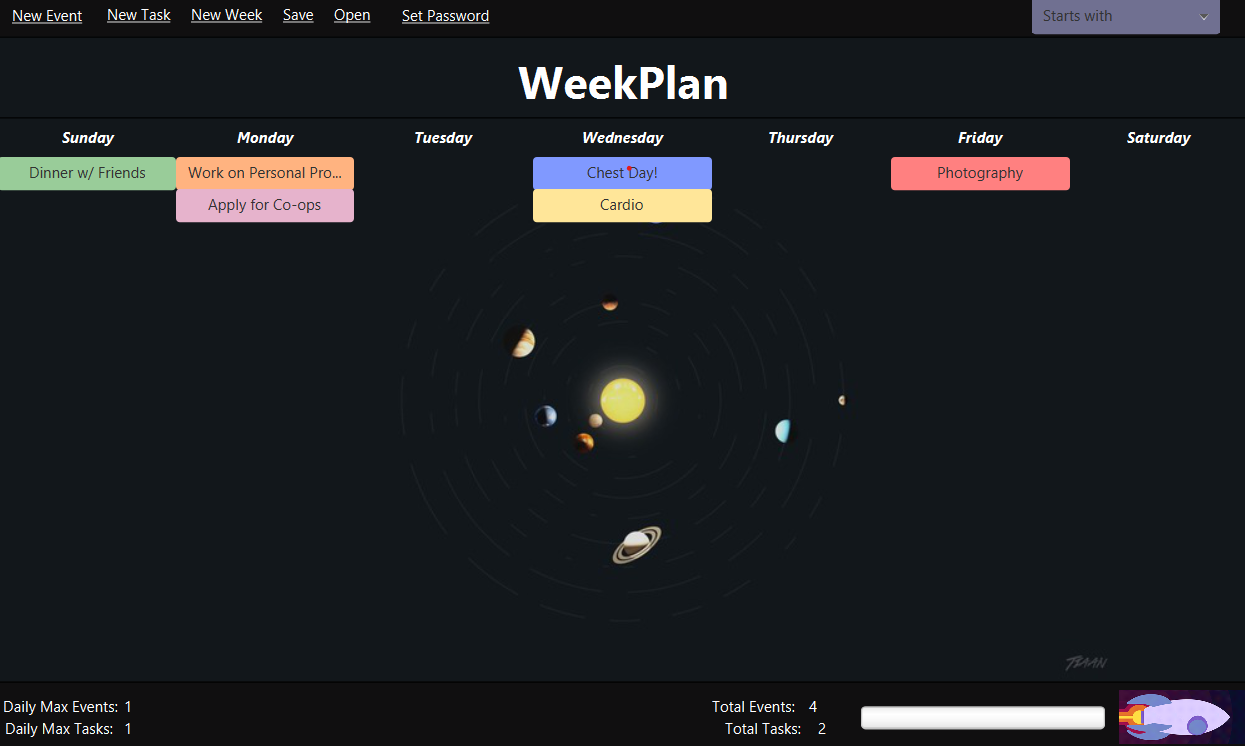 New Event New Task New Week Save Open Set Password Starts with
WeekPlan
Sunday Monday Tuesday Wednesday Thursday Friday Saturday
Dinner w/ Friends Work on Personal Pro... Chest Day! Photography
Apply for Co-ops Cardio
Daily Max Events: 1 Total Events: 4
Daily Max Tasks: 1 Total Tasks: 2